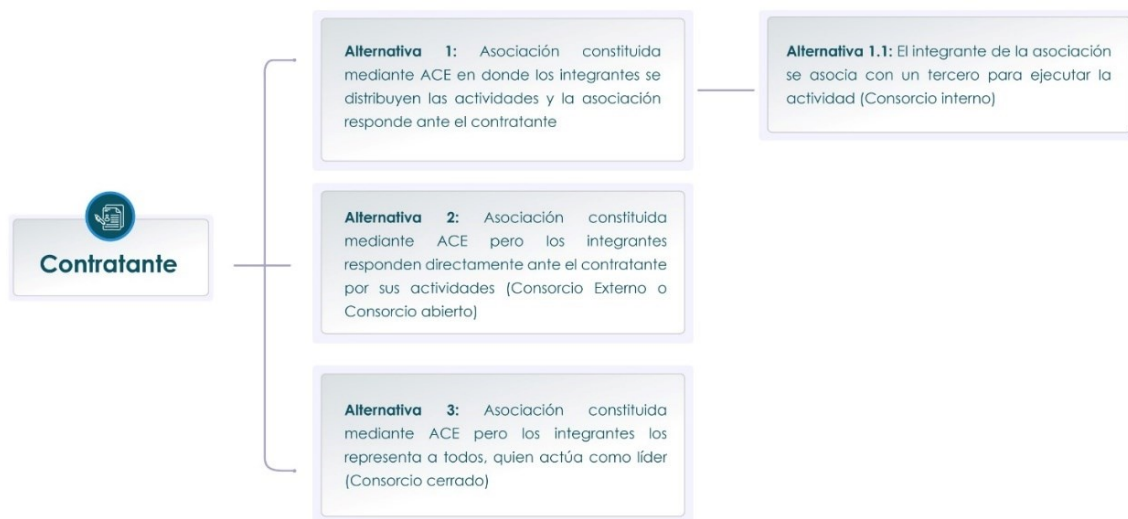 Contratante
Alternativa 1: Asociación constituida
mediante ACE en donde los integrantes se
distribuyen las actividades y la asociación
responde ante el contratante
Alternativa 1.1: El integrante de la asociación
se asocia con un tercero para ejecutar la
actividad (Consorcio interno)
Alternativa 2: Asociación constituida
mediante ACE pero los integrantes
responden directamente ante el contratante
por sus actividades (Consorcio Externo o
Consorcio abierto)
Alternativa 3: Asociación constituida
mediante ACE pero los integrantes los
representa a todos, quien actúa como líder
(Consorcio cerrado)